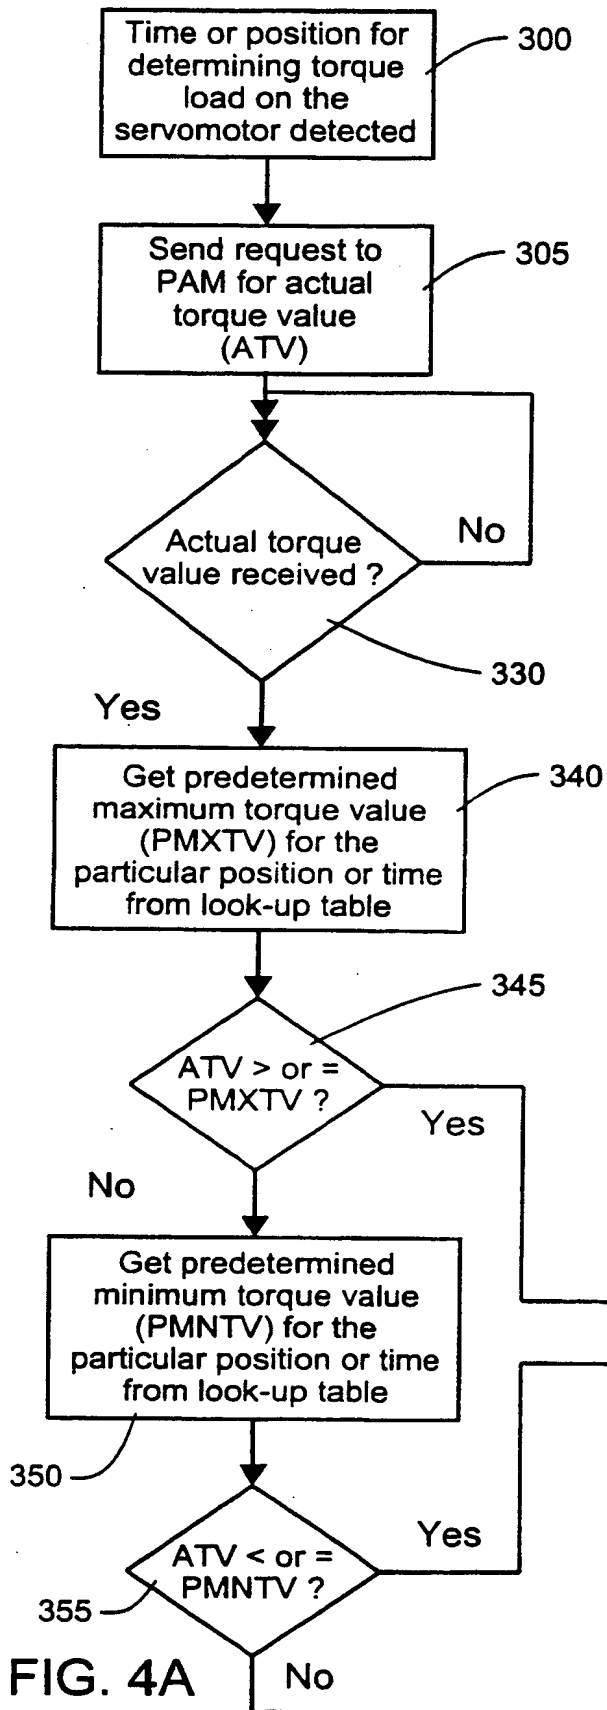 Time or position for
determining torque
load on the
servomotor detected
300
Send request to
PAM for actual
torque value
(ATV)
305
Actual torque
value received ?
No
330
Yes
Get predetermined
maximum torque value
(PMXTV) for the
particular position or time
from look-up table
340
345
ATV > or =
PMXTV ?
Yes
No
Get predetermined
minimum torque value
(PMNTV) for the
particular position or time
from look-up table
350
ATV < or =
PMNTV ?
Yes
355
FIG. 4A
No